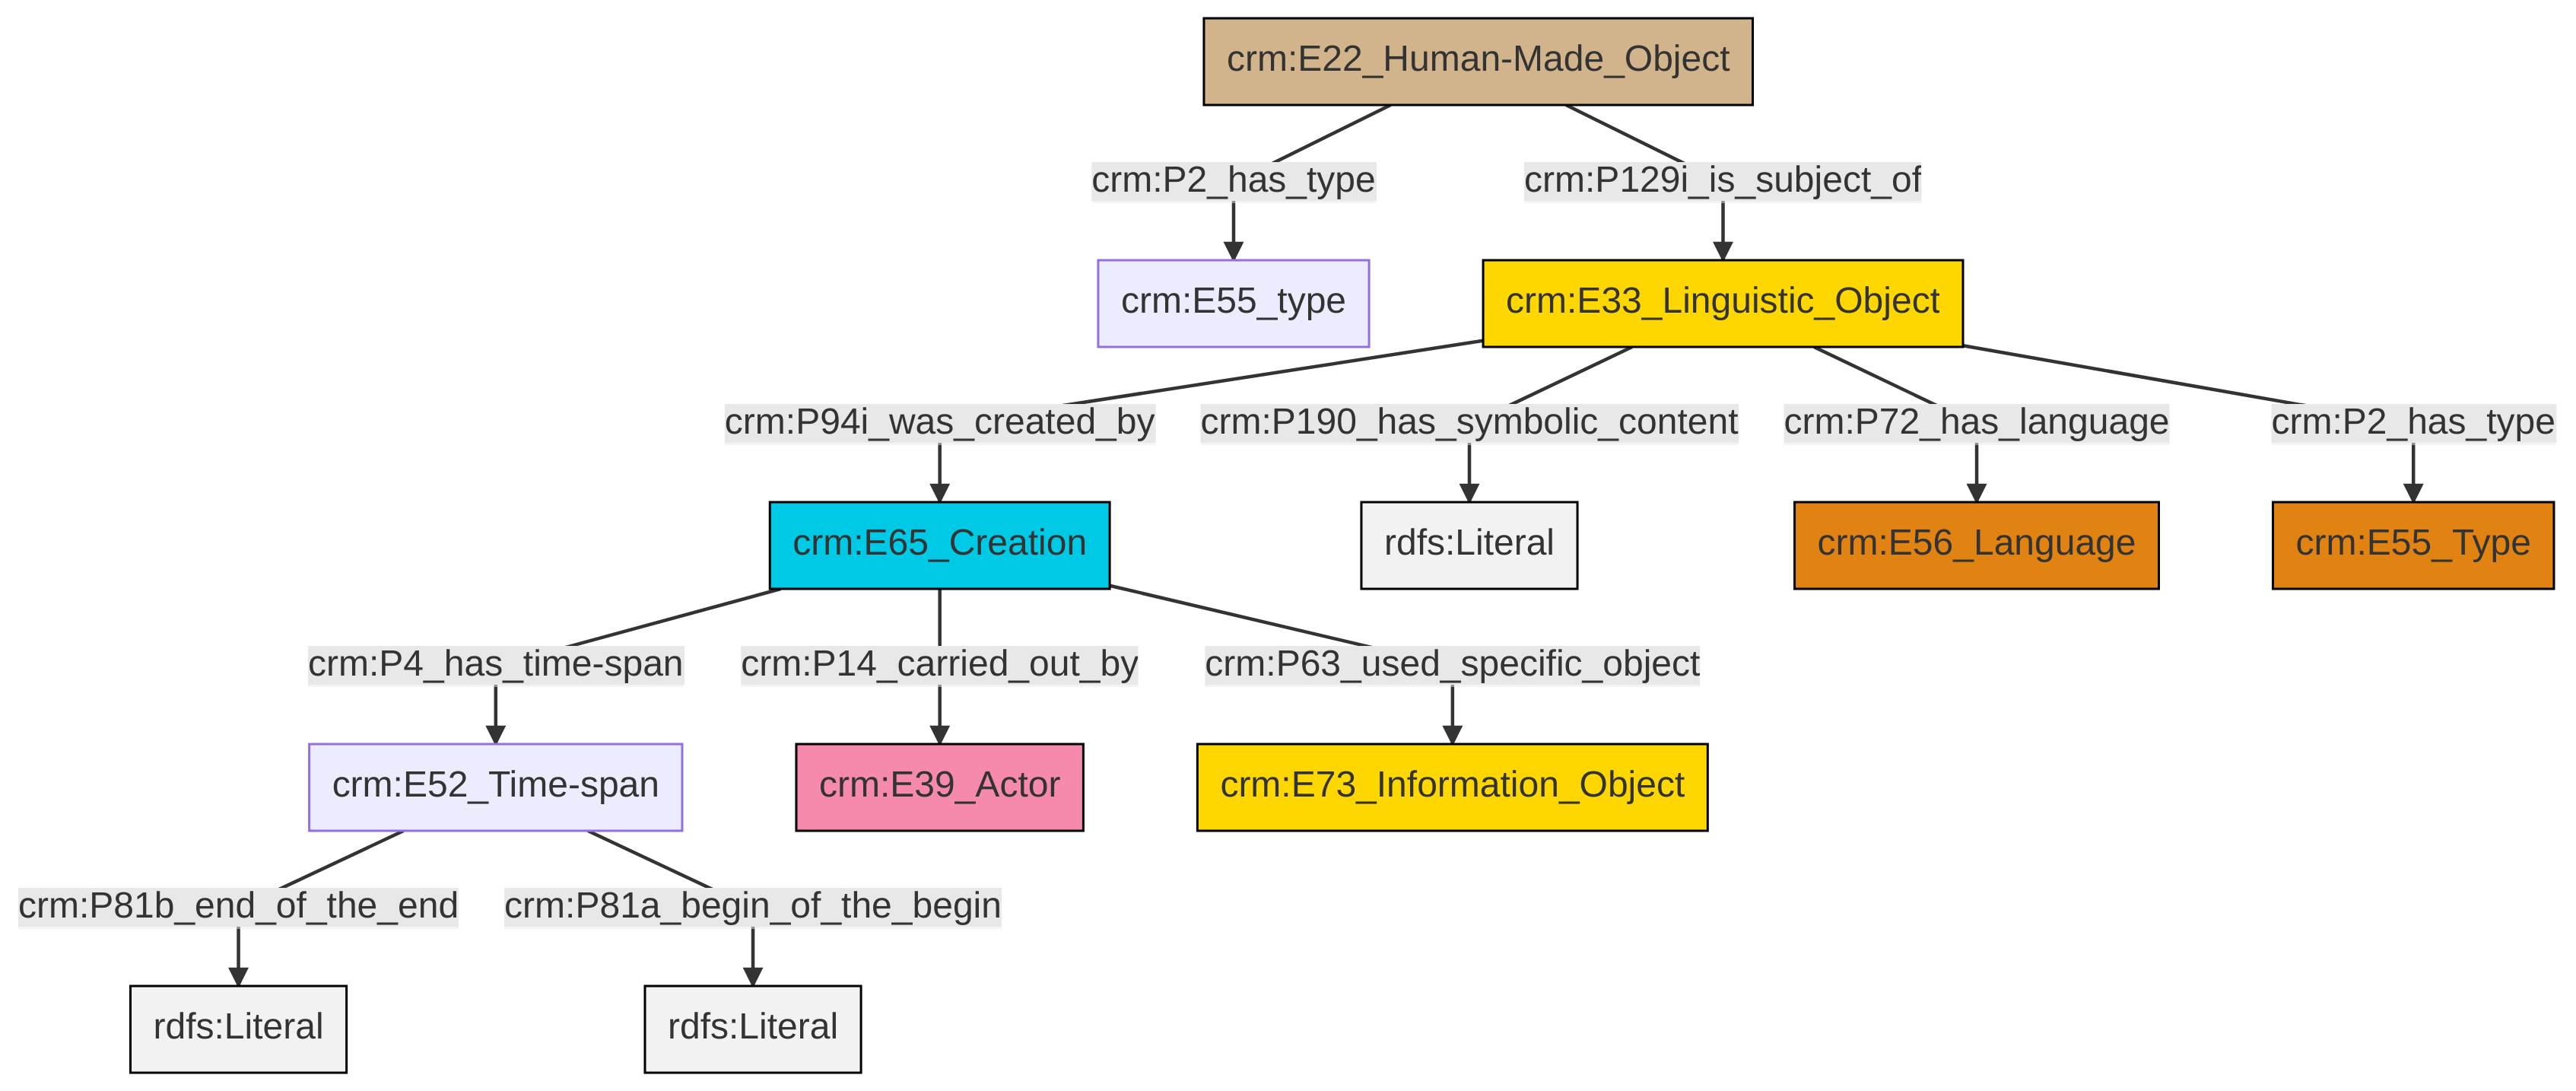 crm:E22_Human-Made_Object
crm:P2_has_type
crm:P129i_is_subject_of
crm:E55_type
crm:E33_Linguistic_Object
crm:P94i_was_created_by
crm:P190_has_symbolic_content
crm:P72_has_language
crm:P2_has_type
crm:E65_Creation
rdfs:Literal
crm:E56_Language
crm:E55_Type
crm:P4_has_time-span
crm:P14_carried_out_by
crm:P63_used_specific_object
crm:E52_Time-span
crm:E39_Actor
crm:E73_Information_Object
crm:P81b_end_of_the_end
crm:P81a_begin_of_the_begin
rdfs:Literal
rdfs:Literal